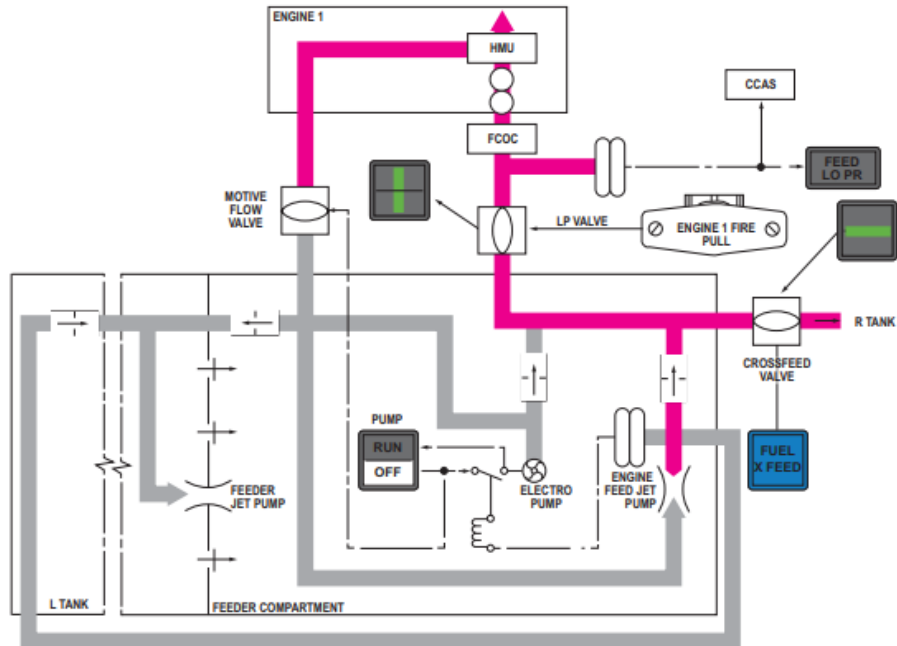 ENGINE 1
HMU
FCOC
CCAS
FEED
LO PR
MOTIVE
FLOW
VALVE
LP VALVE
ENGINE 1 FIRE
PULL
R TANK
CROSSFEED
VALVE
PUMP
RUN
OFF
FUEL
X FEED
FEEDER
JET PUMP
ELECTRO
PUMP
ENGINE
FEED JET
PUMP
L TANK
FEEDER COMPARTMENT